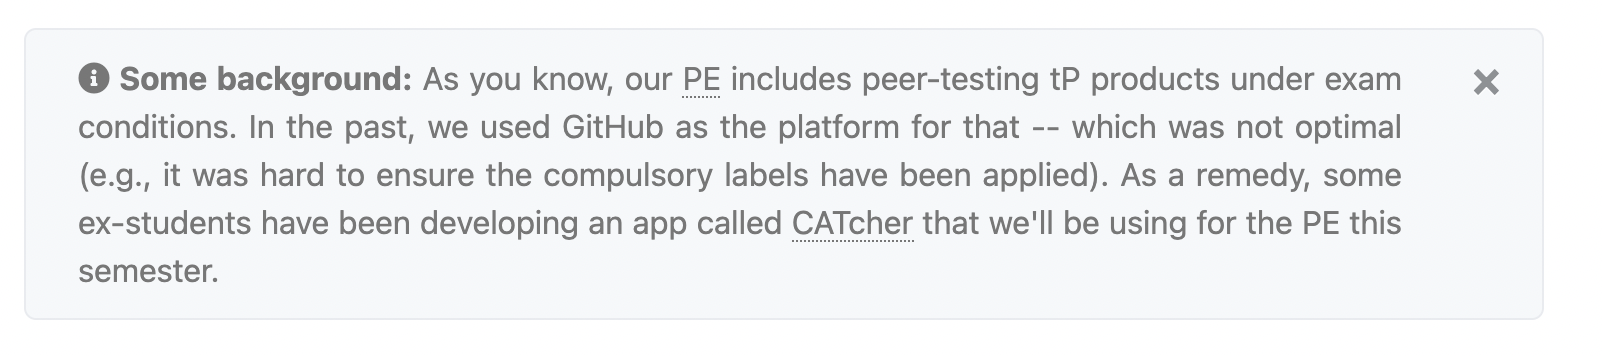 Some background: As you know, our PE includes peer-testing tP products under exam
conditions. In the past, we used GitHub as the platform for that -- which was not optimal
(e.g., it was hard to ensure the compulsory labels have been applied). As a remedy, some
ex-students have been developing an app called CATcher that we'll be using for the PE this
semester.